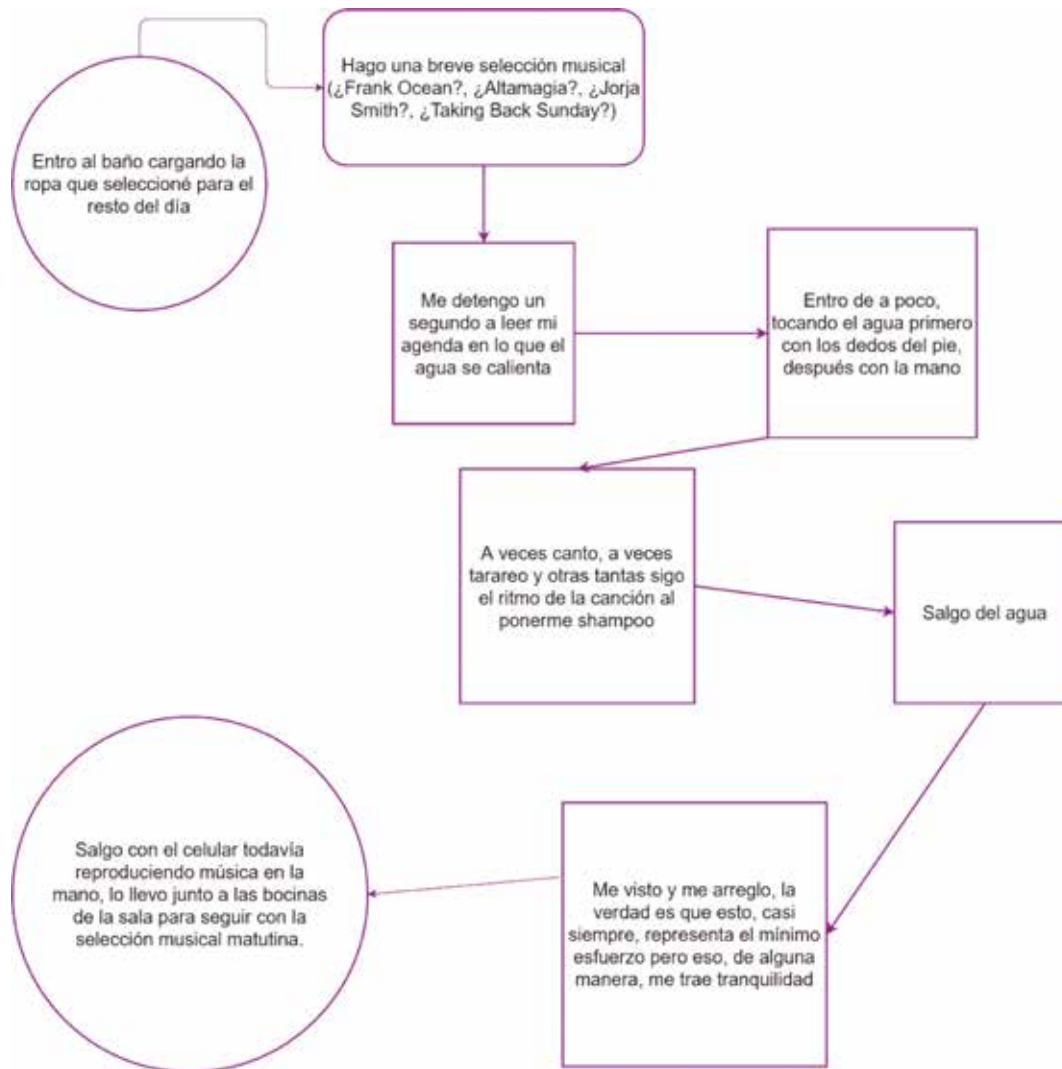 Entro al baño cargando la
ropa que seleccioné para el
resto del día
Hago una breve selección musical
(¿Frank Ocean?, ¿Altamagia?, ¿Jorja
Smith?, ¿Taking Back Sunday?)
Me detengo un
segundo a leer mi
agenda en lo que el
agua se calienta
Entro de a poco,
tocando el agua primero
con los dedos del pie,
después con la mano
A veces canto, a veces
tarareo y otras tantas sigo
el ritmo de la canción al
ponerme shampoo
Salgo del agua
Me visto y me arreglo, la
verdad es que esto, casi
siempre, representa el mínimo
esfuerzo pero eso, de alguna
manera, me trae tranquilidad
Salgo con el celular todavía
reproduciendo música en la
mano, lo llevo junto a las bocinas
de la sala para seguir con la
selección musical matutina.